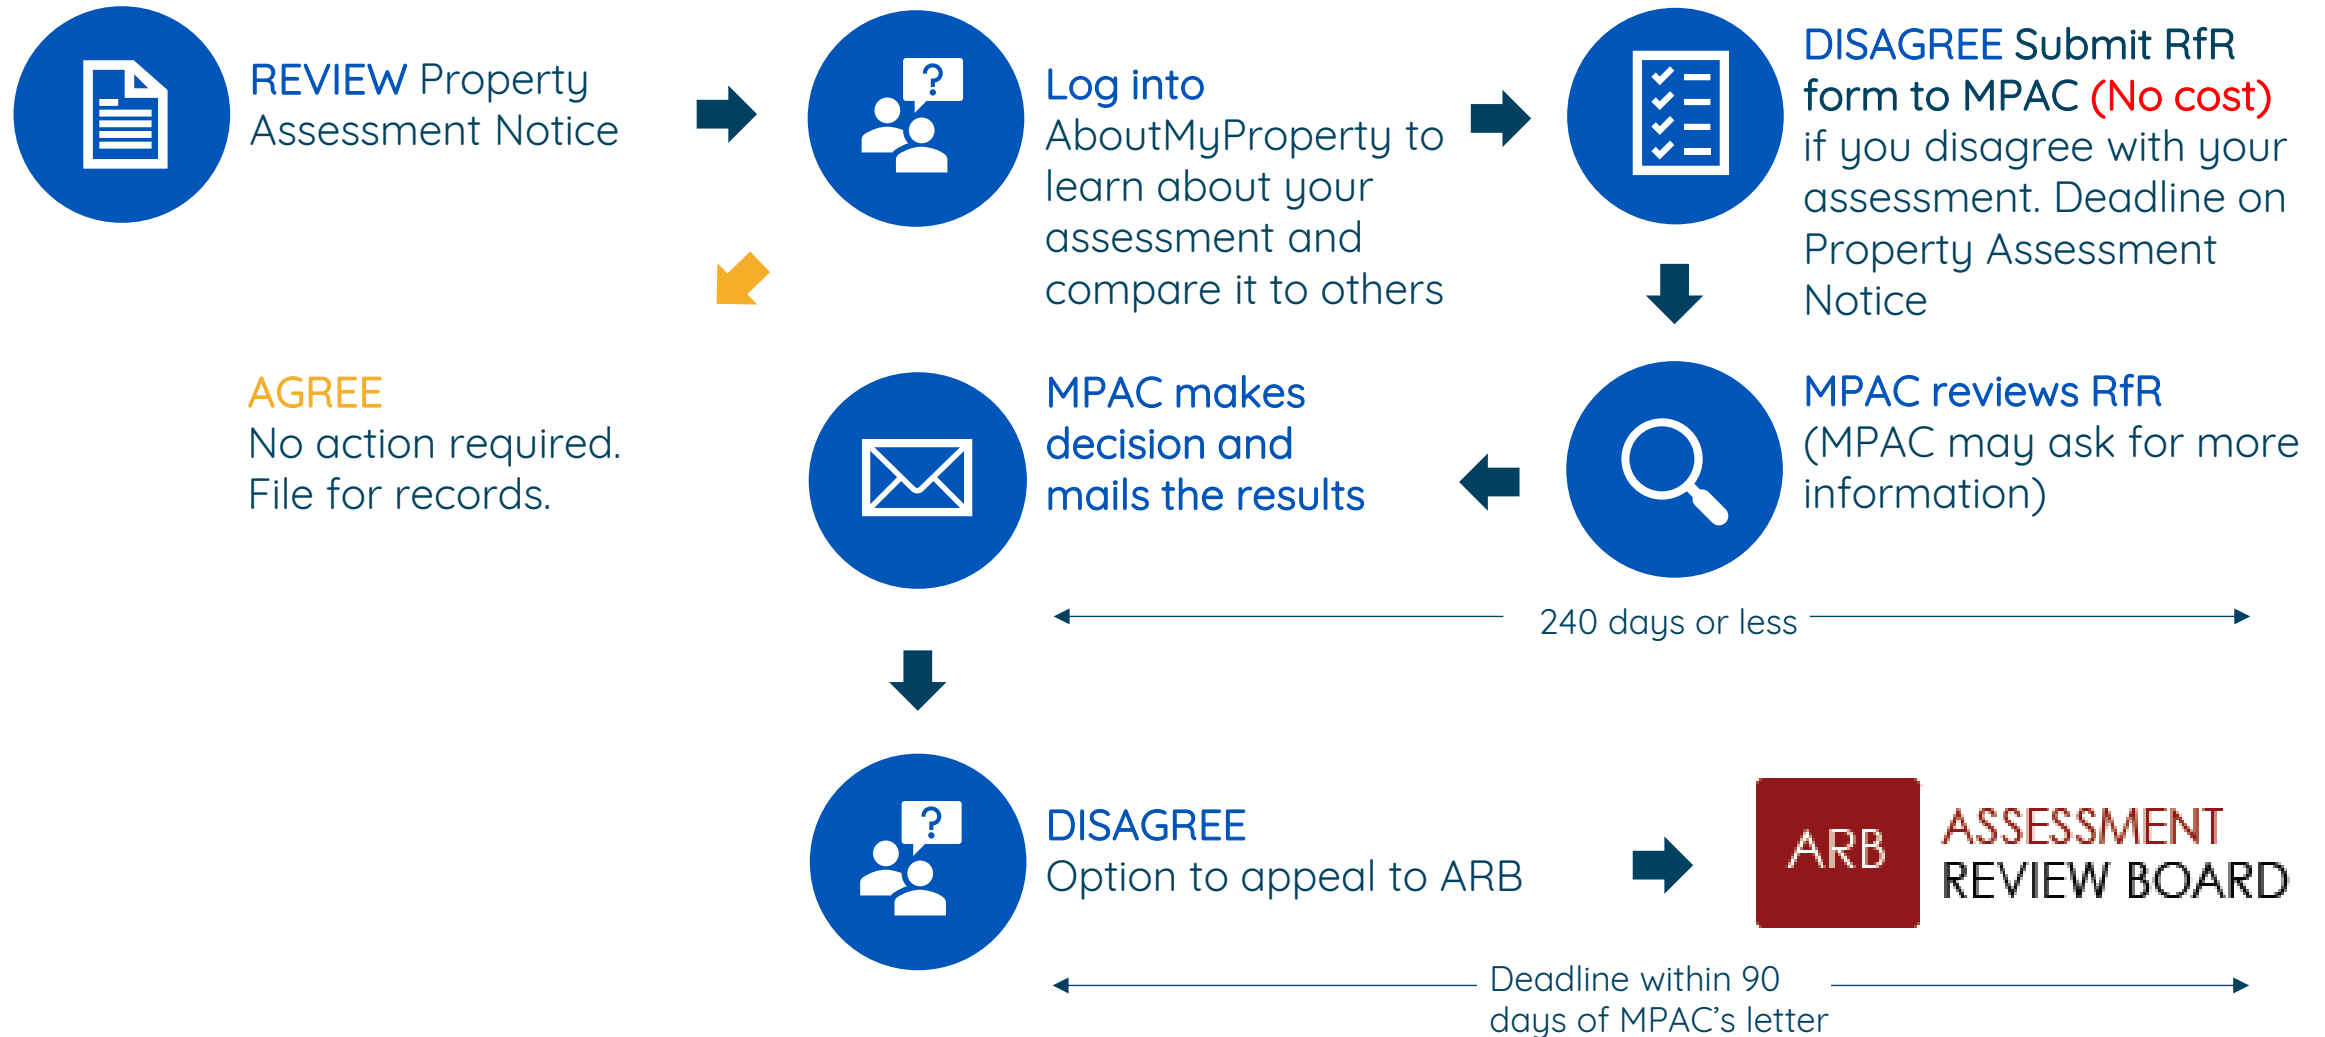 REVIEW Property
Assessment Notice
?
Log into
AboutMyProperty to
learn about your
assessment and
compare it to others
DISAGREE Submit RfR
form to MPAC (No cost)
if you disagree with your
assessment. Deadline on
Property Assessment
Notice
AGREE
No action required.
File for records.
MPAC makes
decision and
mails the results
MPAC reviews RfR
(MPAC may ask for more
information)
240 days or less
?
DISAGREE
Option to appeal to ARB
ARB
ASSESSMENT
REVIEW BOARD
Deadline within 90
days of MPAC’s letter